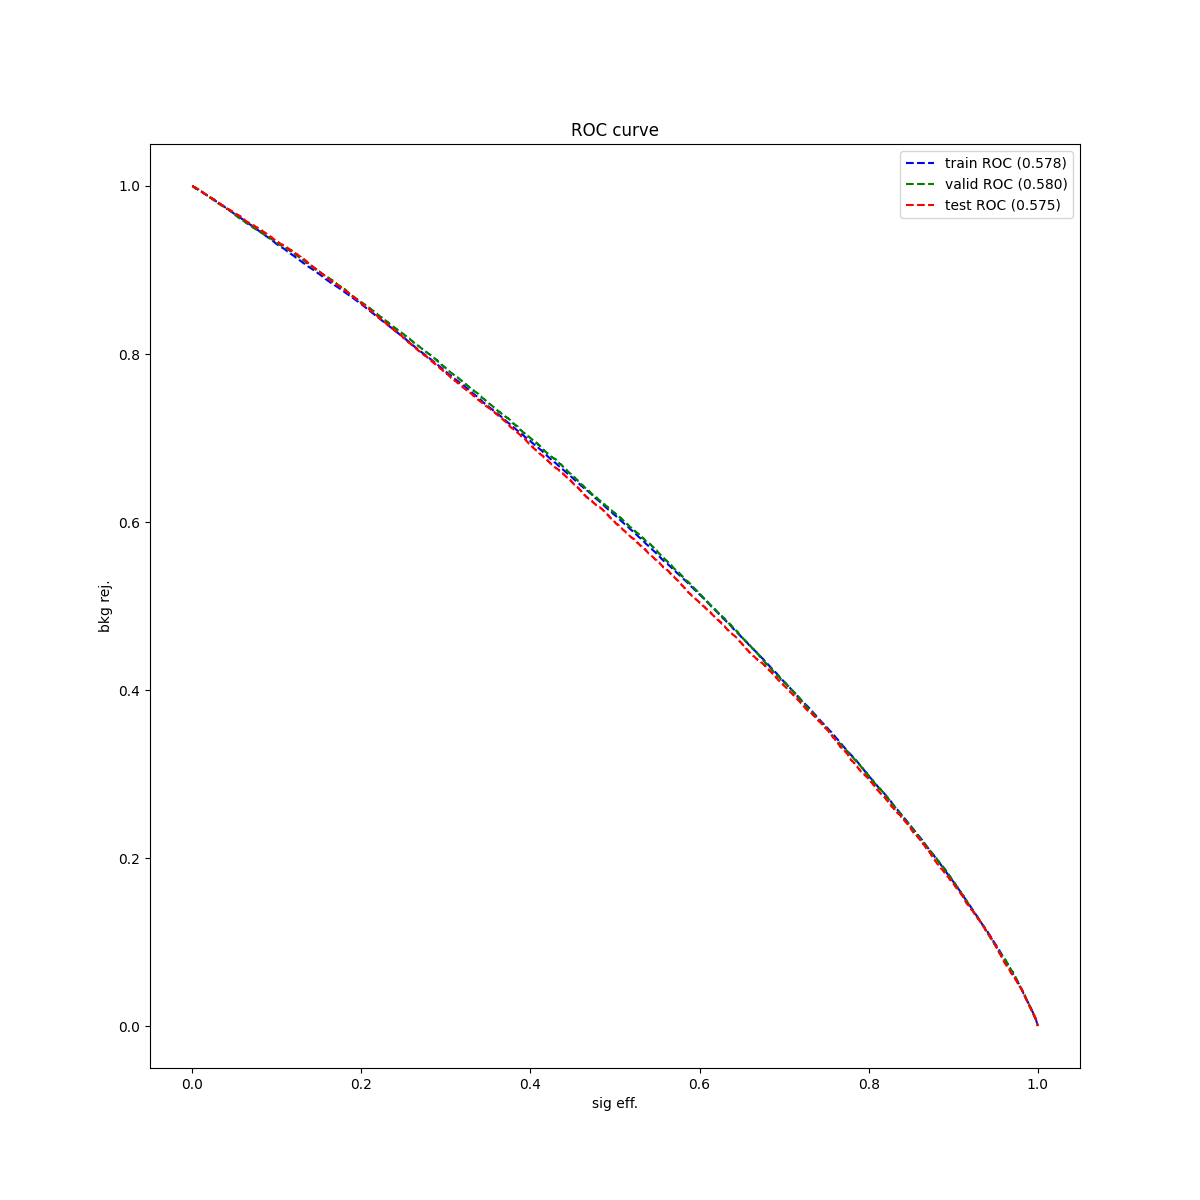 ROC curve
train ROC (0.578)
valid ROC (0.580)
test ROC (0.575)
1.0
0.8
0.6
0.4
0.2
0.0
bkg rej.
0.0 0.2 0.4 0.6 0.8 1.0
sig eff.